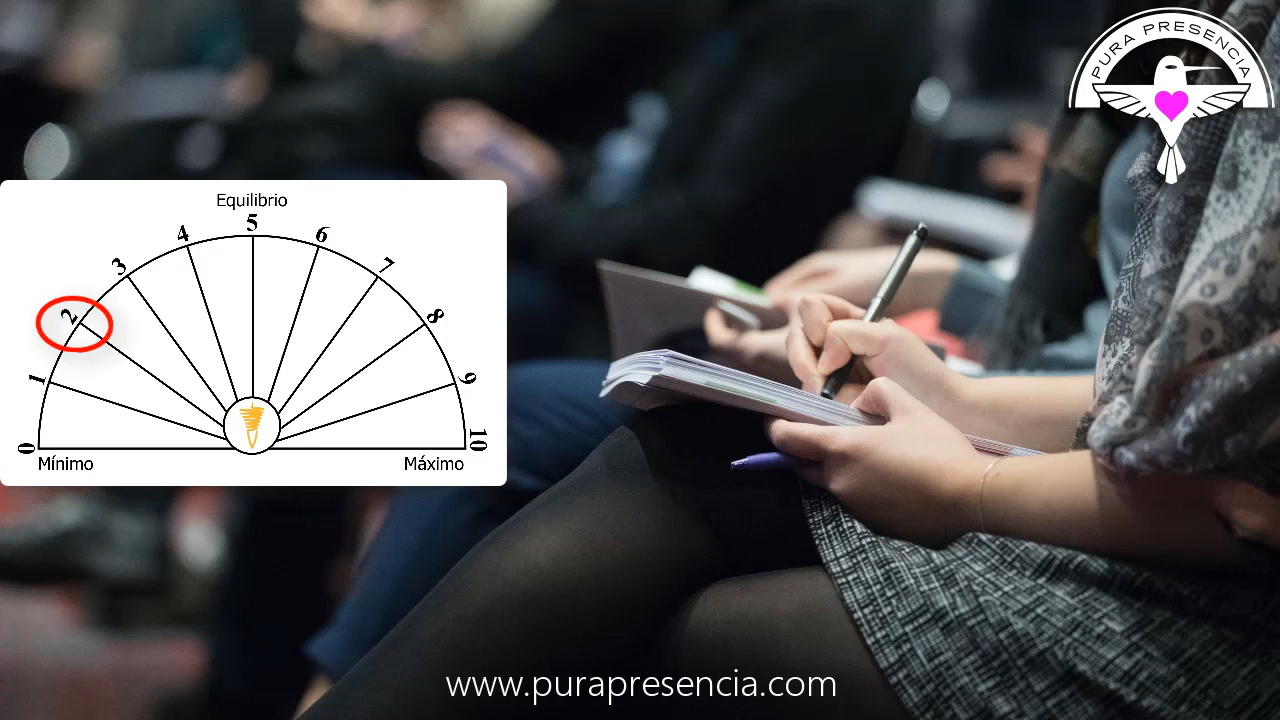 PURA PRESENCIA
Equilibrio
0 1 2 3 4 5 6 7 8 9 10
Mínimo Máximo
www.purapresencia.com